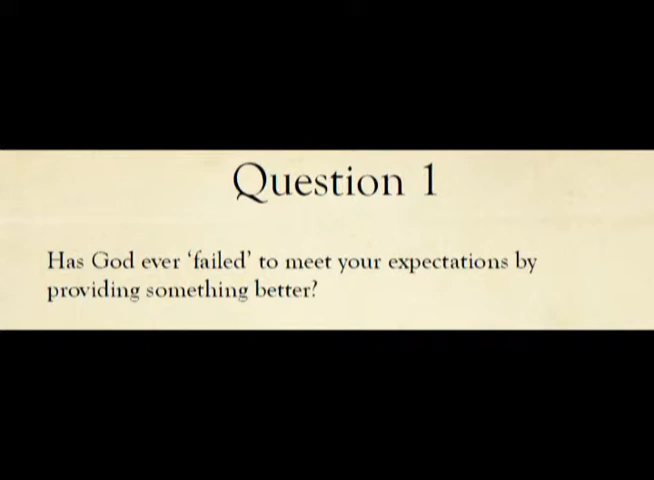 Question 1
Has God ever ‘failed’ to meet your expectations by
providing something better?